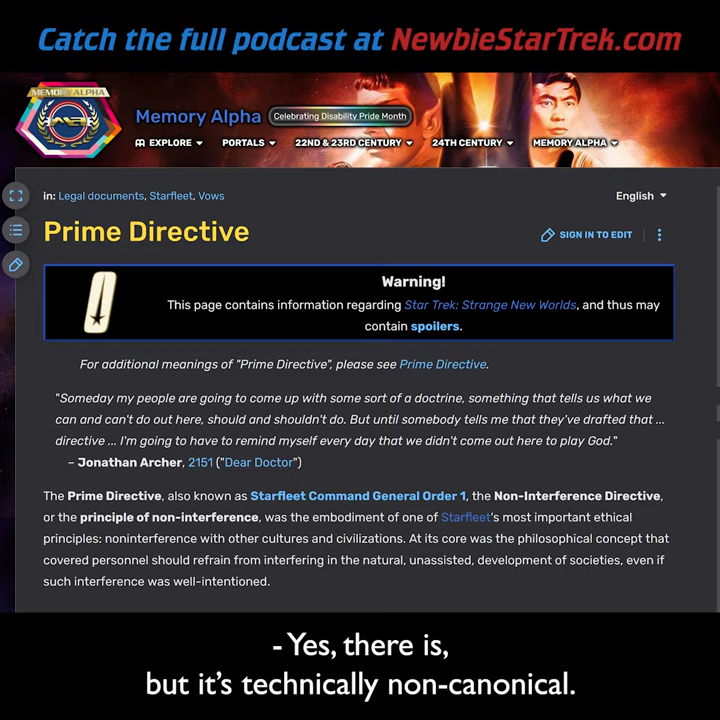 Catch the full podcast at NewbieStarTrek.com
MEMORY ALPHA
Memory Alpha Celebrating Disability Pride Month
EXPLORE PORTALS 22ND & 23RD CENTURY 24TH CENTURY MEMORY ALPHA
in: Legal documents, Starfleet, Vows English
Prime Directive SIGN IN TO EDIT
Warning!
This page contains information regarding Star Trek: Strange New Worlds, and thus may
contain spoilers.
For additional meanings of "Prime Directive", please see Prime Directive.
"Someday my people are going to come up with some sort of a doctrine, something that tells us what we
can and can't do out here, should and shouldn't do. But until somebody tells me that they've drafted that ...
directive ... I'm going to have to remind myself every day that we didn't come out here to play God."
– Jonathan Archer, 2151 ("Dear Doctor")
The Prime Directive, also known as Starfleet Command General Order 1, the Non-Interference Directive,
or the principle of non-interference, was the embodiment of one of Starfleet's most important ethical
principles: noninterference with other cultures and civilizations. At its core was the philosophical concept that
covered personnel should refrain from interfering in the natural, unassisted, development of societies, even if
such interference was well-intentioned.
- Yes, there is,
but it's technically non-canonical.